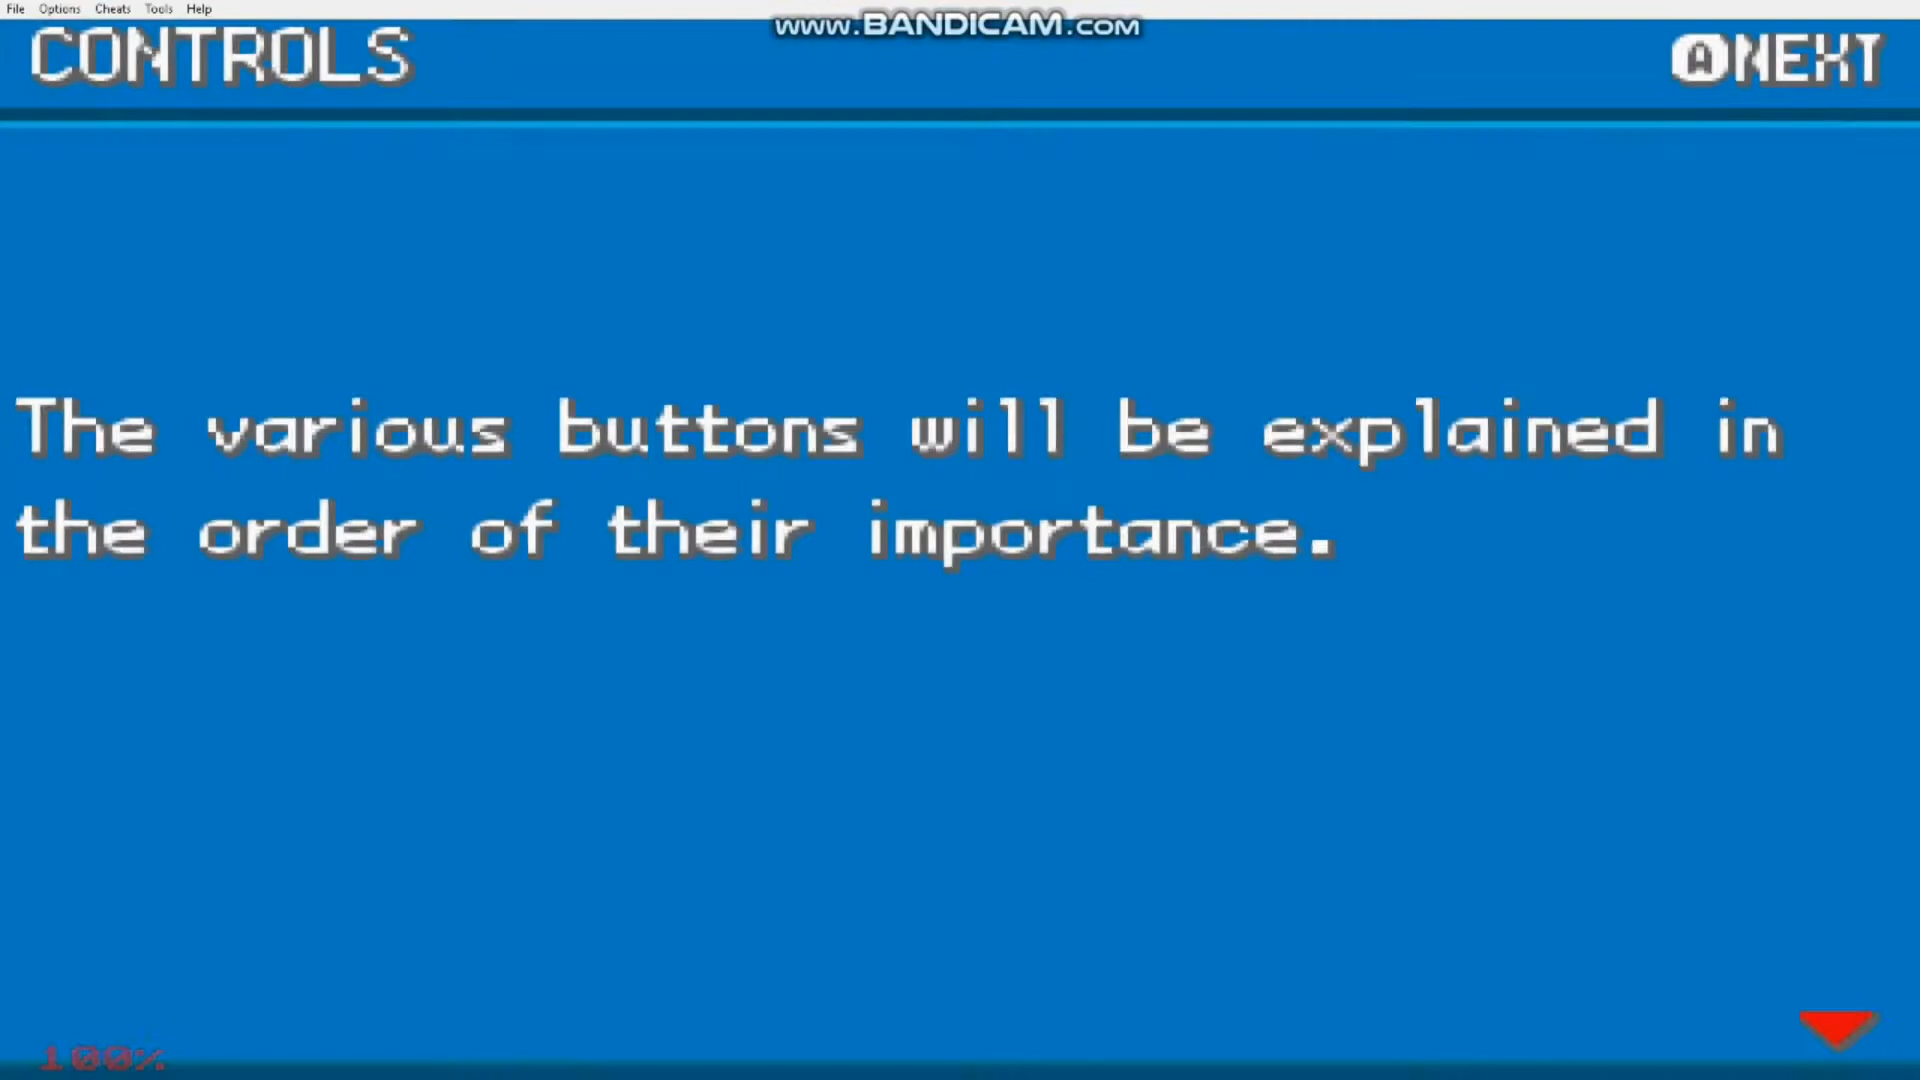 File Options Cheats Tools Help
www.BANDICAM.com
CONTROLS
ⒶNEXT
The various buttons will be explained in
the order of their importance.
100%